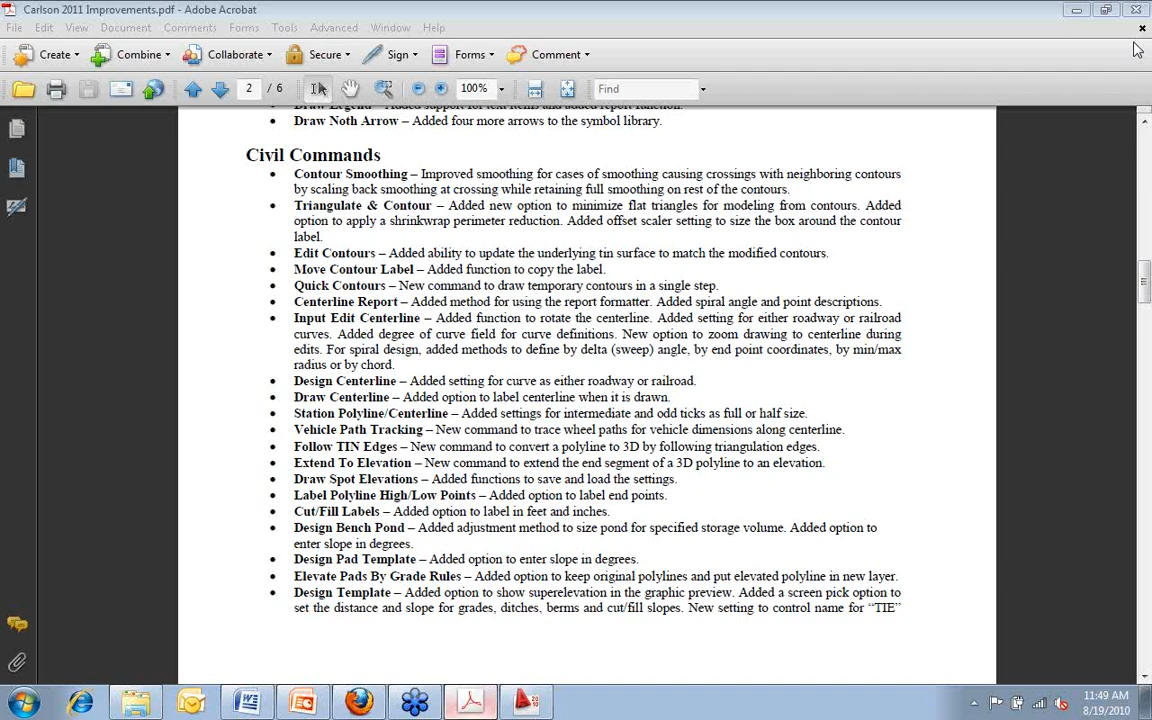 Carlson 2011 Improvements.pdf - Adobe Acrobat
File Edit View Document Comments Forms Tools Advanced Window Help
Create Combine Collaborate Secure Sign Forms Comment
2 / 6 100% Find
Draw Legend – Added support for text items and added report function.
• Draw Noth Arrow – Added four more arrows to the symbol library.
Civil Commands
• Contour Smoothing – Improved smoothing for cases of smoothing causing crossings with neighboring contours
by scaling back smoothing at crossing while retaining full smoothing on rest of the contours.
• Triangulate & Contour – Added new option to minimize flat triangles for modeling from contours. Added
option to apply a shrinkwrap perimeter reduction. Added offset scaler setting to size the box around the contour
label.
• Edit Contours – Added ability to update the underlying tin surface to match the modified contours.
• Move Contour Label – Added function to copy the label.
• Quick Contours – New command to draw temporary contours in a single step.
• Centerline Report – Added method for using the report formatter. Added spiral angle and point descriptions.
• Input Edit Centerline – Added function to rotate the centerline. Added setting for either roadway or railroad
curves. Added degree of curve field for curve definitions. New option to zoom drawing to centerline during
edits. For spiral design, added methods to define by delta (sweep) angle, by end point coordinates, by min/max
radius or by chord.
• Design Centerline – Added setting for curve as either roadway or railroad.
• Draw Centerline – Added option to label centerline when it is drawn.
• Station Polyline/Centerline – Added settings for intermediate and odd ticks as full or half size.
• Vehicle Path Tracking – New command to trace wheel paths for vehicle dimensions along centerline.
• Follow TIN Edges – New command to convert a polyline to 3D by following triangulation edges.
• Extend To Elevation – New command to extend the end segment of a 3D polyline to an elevation.
• Draw Spot Elevations – Added functions to save and load the settings.
• Label Polyline High/Low Points – Added option to label end points.
• Cut/Fill Labels – Added option to label in feet and inches.
• Design Bench Pond – Added adjustment method to size pond for specified storage volume. Added option to
enter slope in degrees.
• Design Pad Template – Added option to enter slope in degrees.
• Elevate Pads By Grade Rules – Added option to keep original polylines and put elevated polyline in new layer.
• Design Template – Added option to show superelevation in the graphic preview. Added a screen pick option to
set the distance and slope for grades, ditches, berms and cut/fill slopes. New setting to control name for “TIE”
11:49 AM
8/19/2010